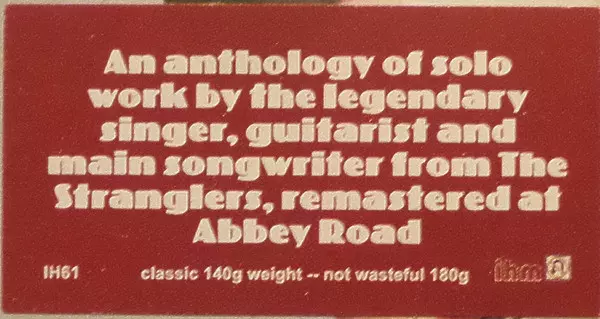 An anthology of solo
work by the legendary
singer, guitarist and
main songwriter from The
Stranglers, remastered at
Abbey Road
IH61 classic 140g weight -- not wasteful 180g ihm